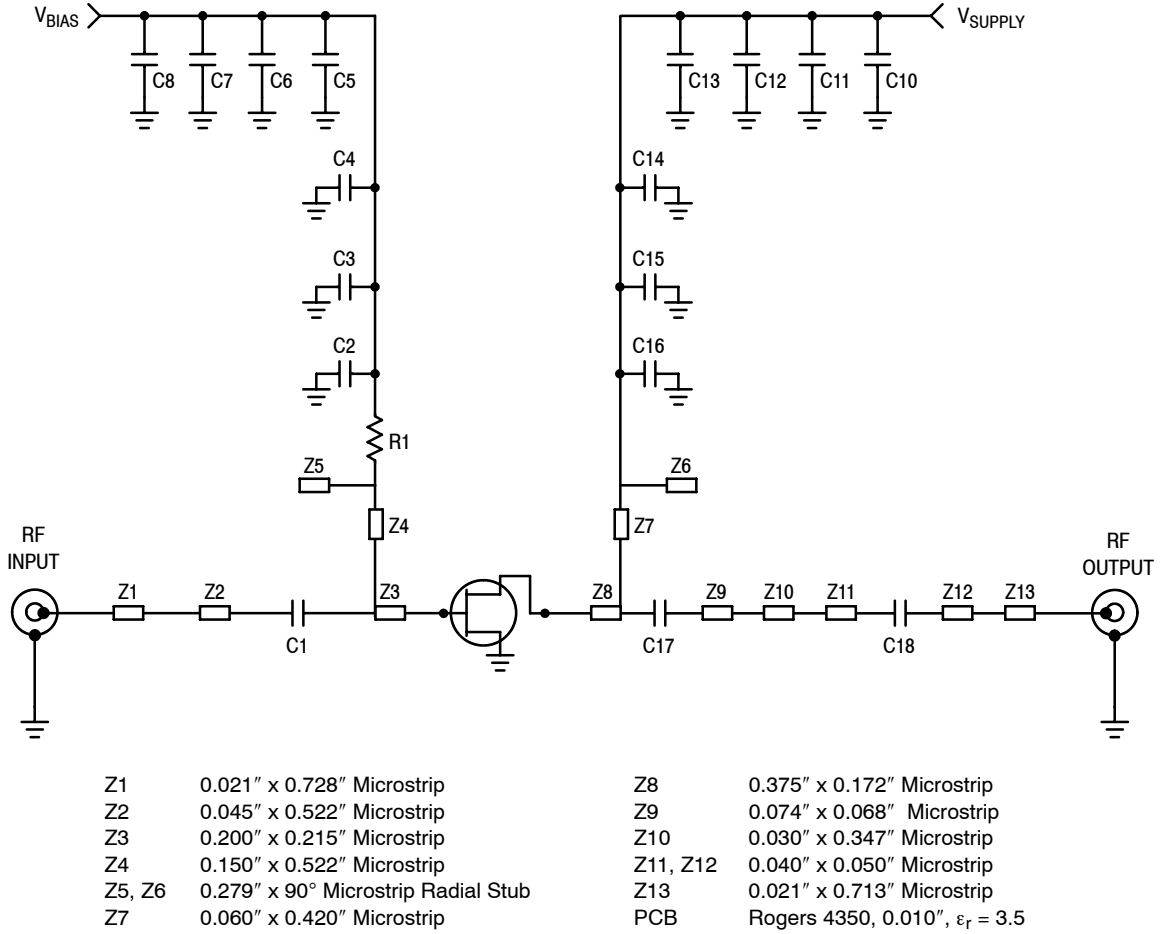 V_BIAS
V_SUPPLY
C8 C7 C6 C5
C13 C12 C11 C10
C4
C14
C3
C15
C2
C16
R1
Z5
Z6
Z4
Z7
RF
INPUT
RF
OUTPUT
Z1 Z2 Z3 Z8 Z9 Z10 Z11 Z12 Z13
C1 C17 C18
Z1 0.021″ x 0.728″ Microstrip
Z2 0.045″ x 0.522″ Microstrip
Z3 0.200″ x 0.215″ Microstrip
Z4 0.150″ x 0.522″ Microstrip
Z5, Z6 0.279″ x 90° Microstrip Radial Stub
Z7 0.060″ x 0.420″ Microstrip
Z8 0.375″ x 0.172″ Microstrip
Z9 0.074″ x 0.068″ Microstrip
Z10 0.030″ x 0.347″ Microstrip
Z11, Z12 0.040″ x 0.050″ Microstrip
Z13 0.021″ x 0.713″ Microstrip
PCB Rogers 4350, 0.010″, εr = 3.5